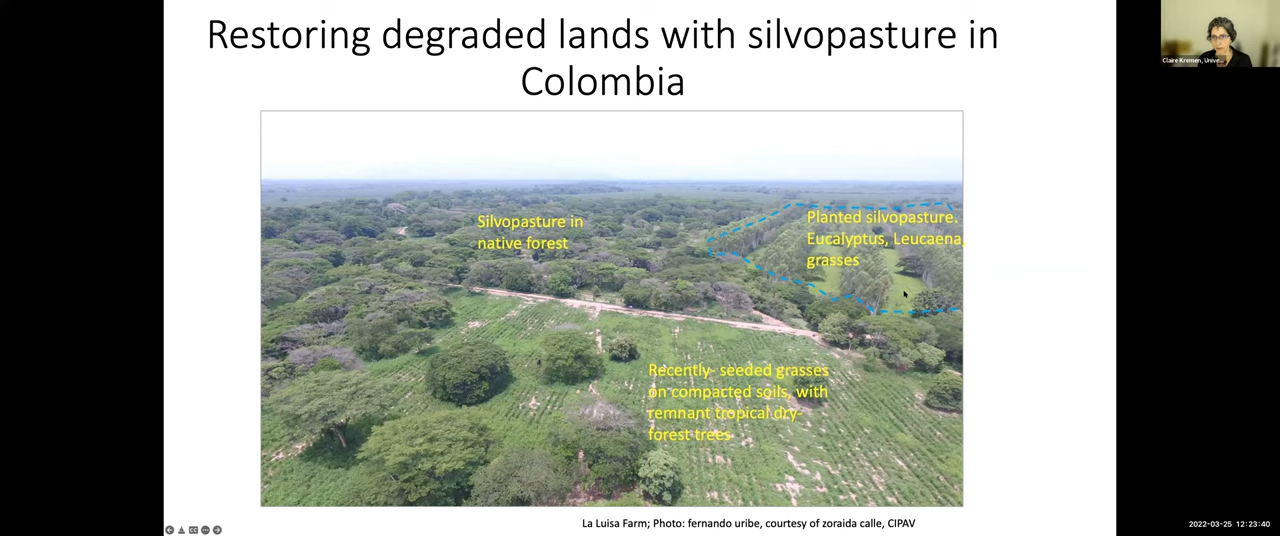 Restoring degraded lands with silvopasture in
Colombia
Claire Kremen, Unive...
Silvopasture in
native forest
Planted silvopasture.
Eucalyptus, Leucaena,
grasses
Recently- seeded grasses
on compacted soils, with
remnant tropical dry-
forest trees
La Luisa Farm; Photo: fernando uribe, courtesy of zoraida calle, CIPAV
2022-03-25 12:23:40